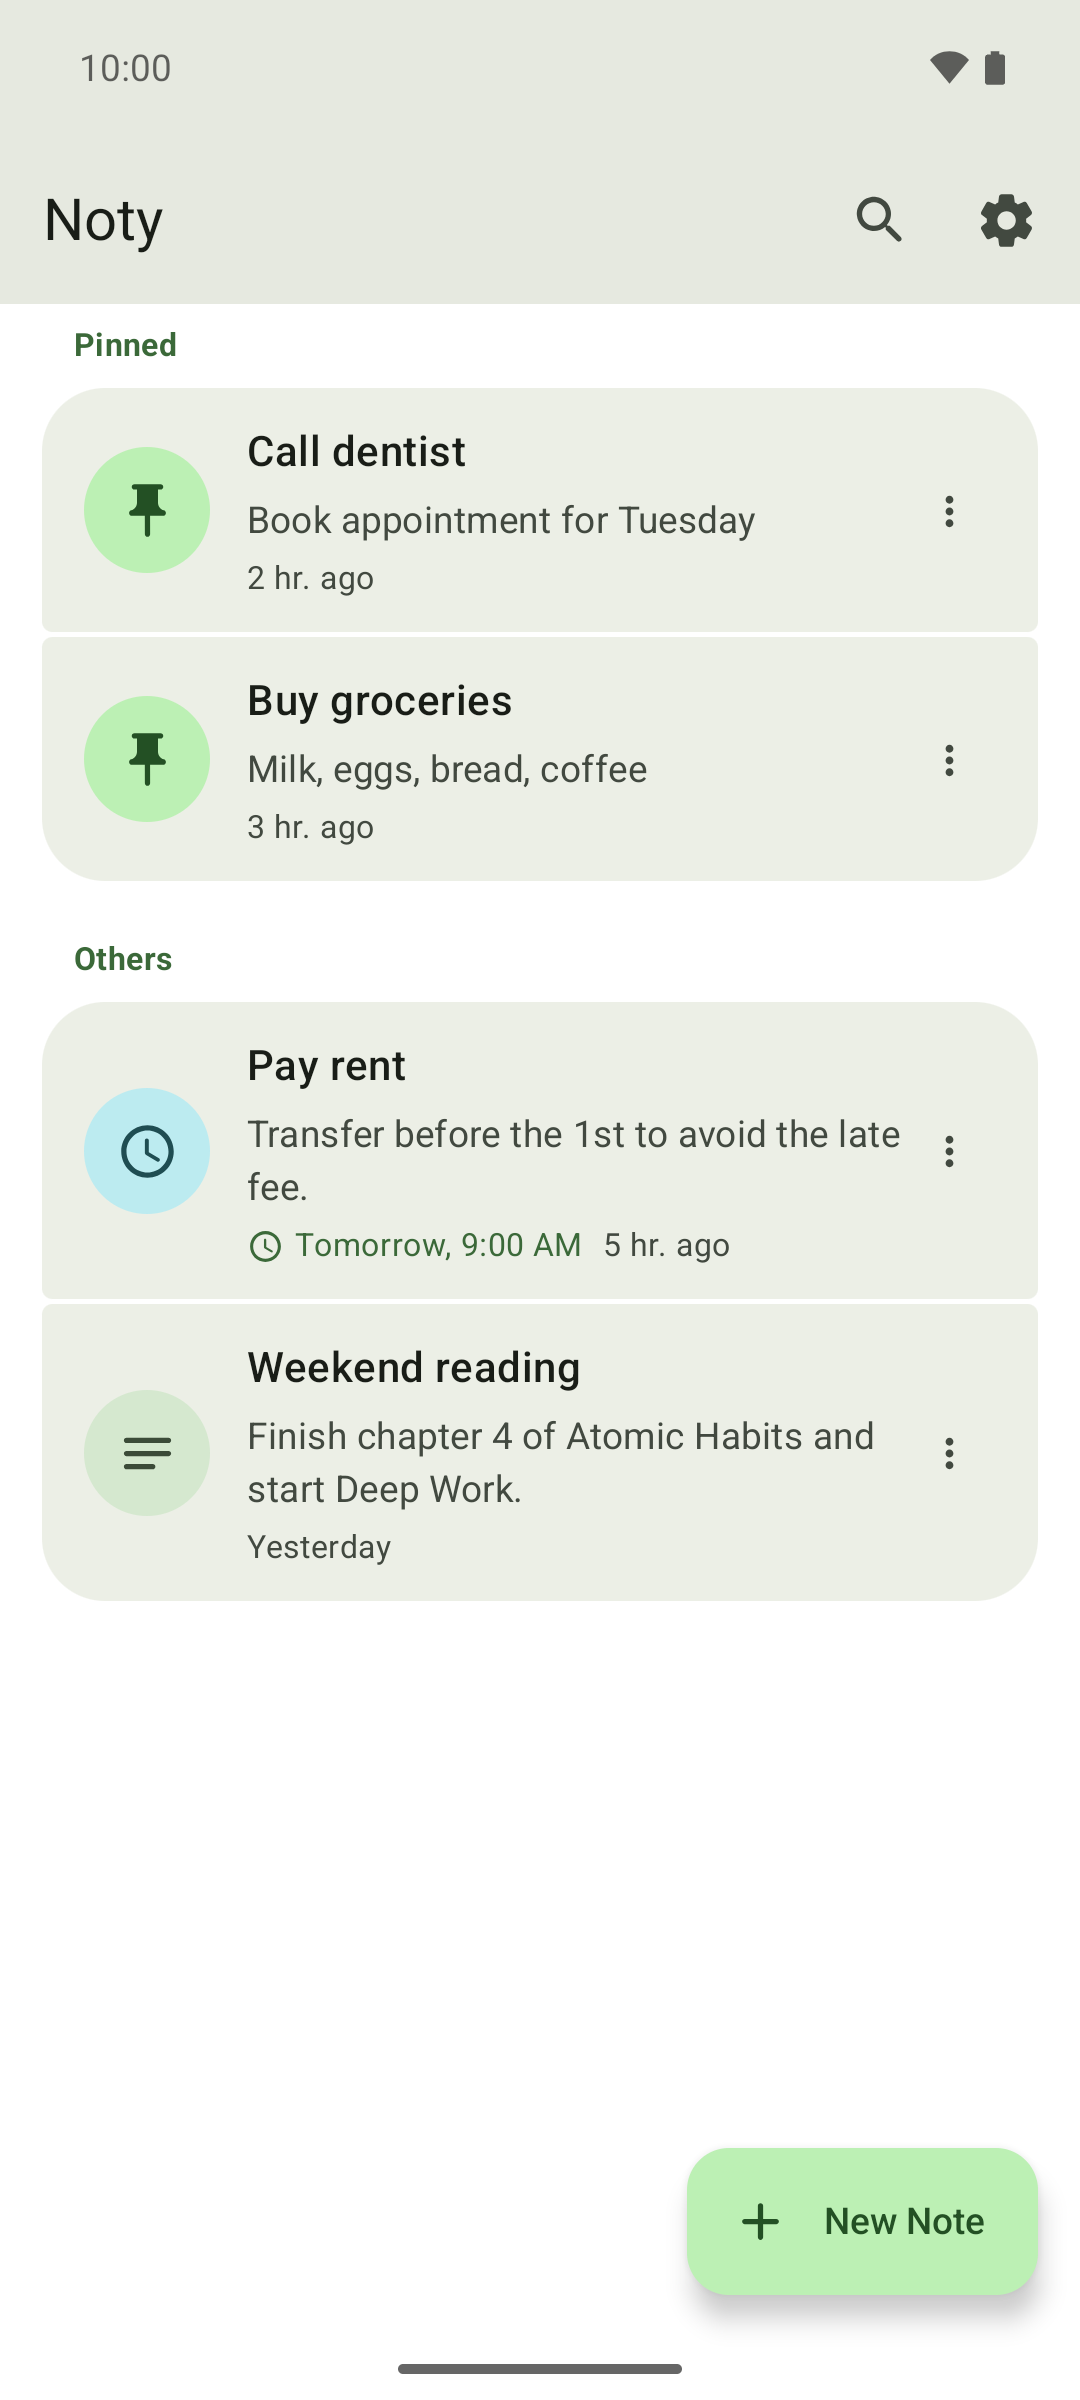 10:00
Noty
Pinned
Call dentist
Book appointment for Tuesday
2 hr. ago
Buy groceries
Milk, eggs, bread, coffee
3 hr. ago
Others
Pay rent
Transfer before the 1st to avoid the late
fee.
Tomorrow, 9:00 AM 5 hr. ago
Weekend reading
Finish chapter 4 of Atomic Habits and
start Deep Work.
Yesterday
New Note